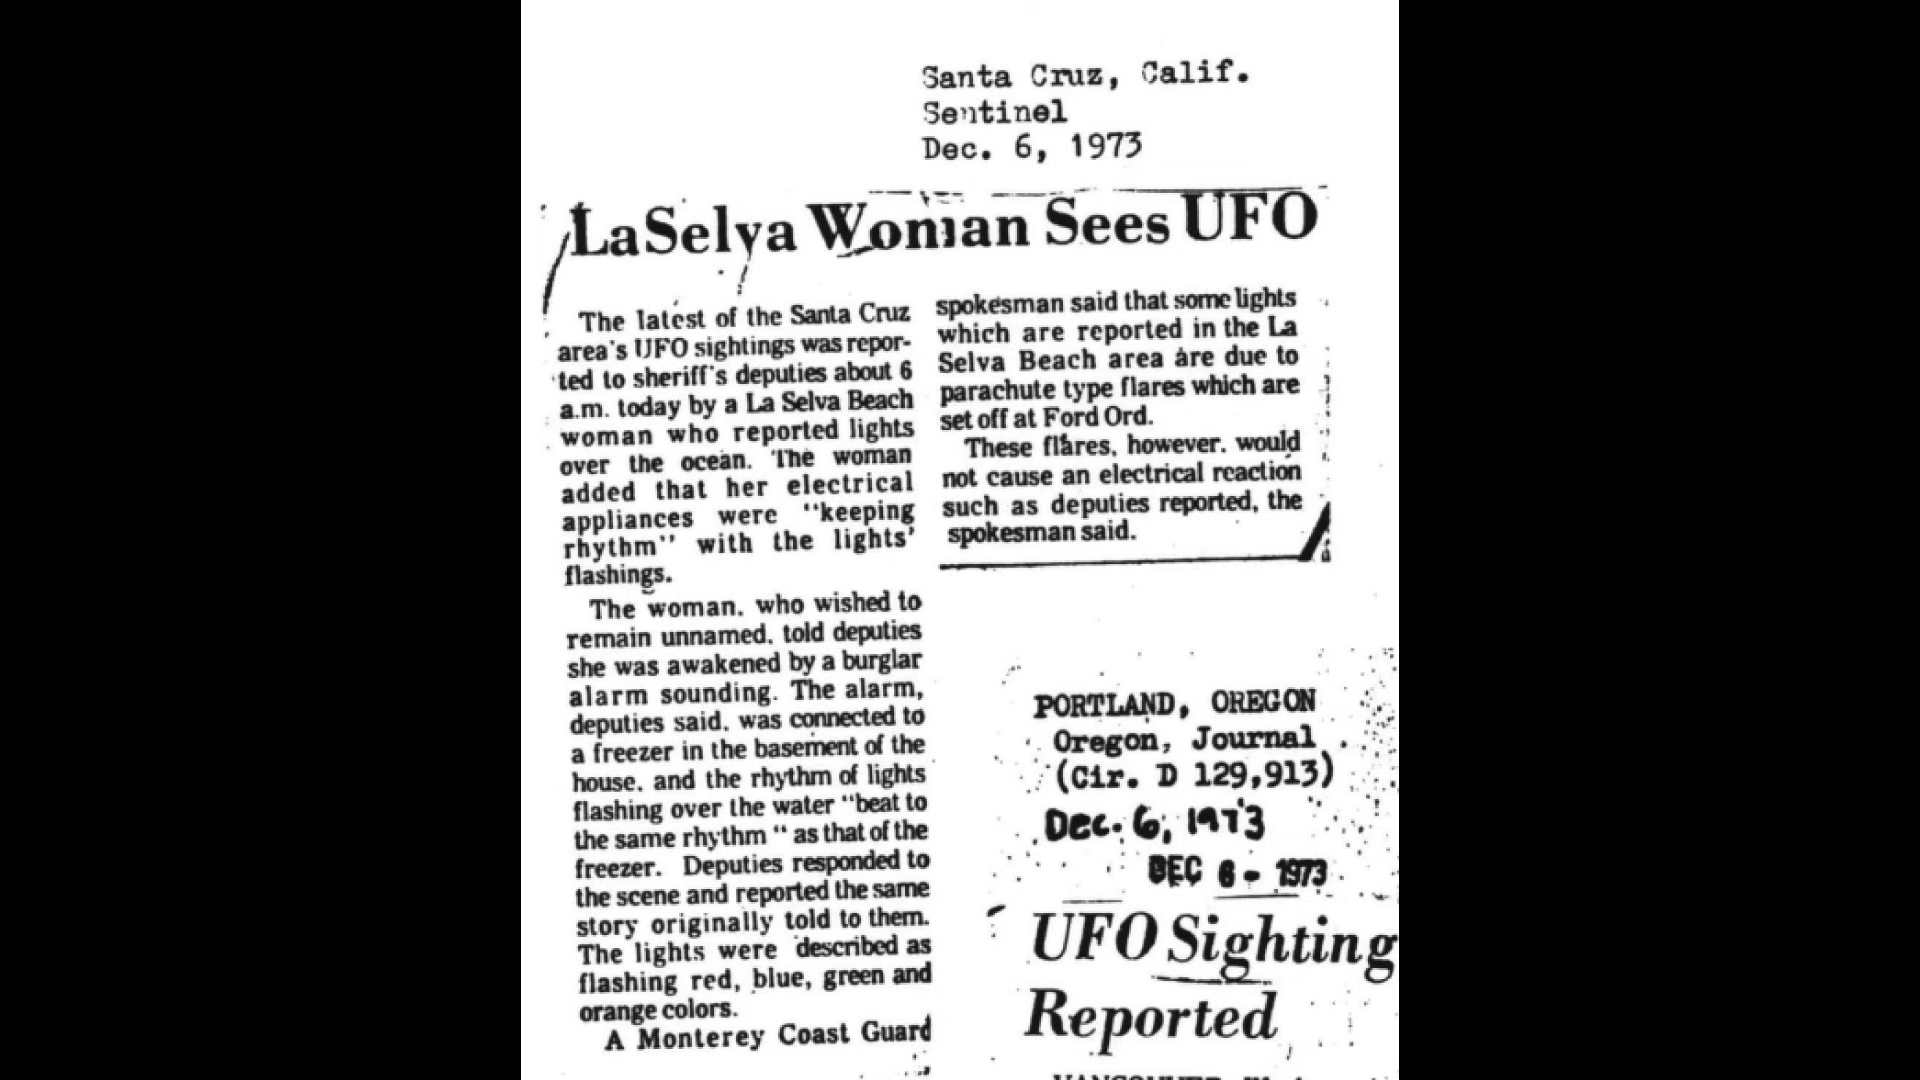 Santa Cruz, Calif.
Sentinel
Dec. 6, 1973
La Selva Woman Sees UFO
The latest of the Santa Cruz
area's UFO sightings was repor-
ted to sheriff's deputies about 6
a.m. today by a La Selva Beach
woman who reported lights
over the ocean. The woman
added that her electrical
appliances were "keeping
rhythm" with the lights'
flashings.
The woman, who wished to
remain unnamed, told deputies
she was awakened by a burglar
alarm sounding. The alarm,
deputies said, was connected to
a freezer in the basement of the
house, and the rhythm of lights
flashing over the water "beat to
the same rhythm" as that of the
freezer. Deputies responded to
the scene and reported the same
story originally told to them.
The lights were described as
flashing red, blue, green and
orange colors.
A Monterey Coast Guard
spokesman said that some lights
which are reported in the La
Selva Beach area are due to
parachute type flares which are
set off at Ford Ord.
These flares, however, would
not cause an electrical reaction
such as deputies reported, the
spokesman said.
PORTLAND, OREGON
Oregon, Journal
(Cir. D 129,913)
Dec. 6, 1973
DEC 6 - 1973
UFO Sighting
Reported